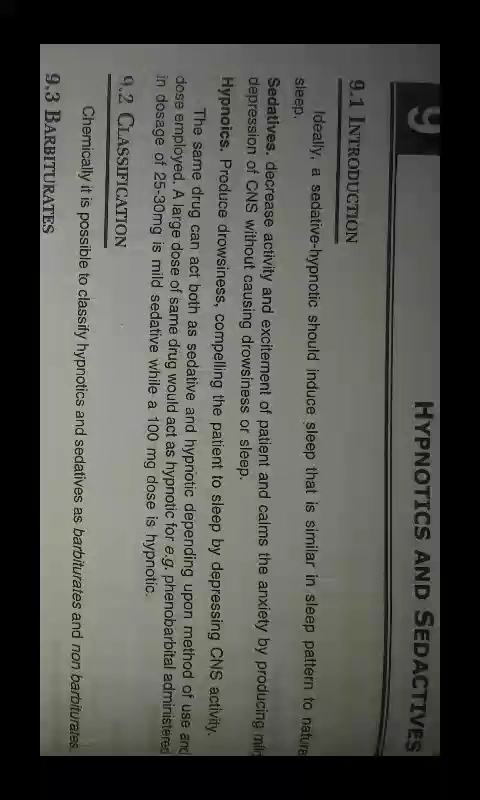 9
HYPNOTICS AND SEDACTIVES
9.1 INTRODUCTION
Ideally, a sedative-hypnotic should induce sleep that is similar in sleep pattern to natura
sleep.
Sedatives, decrease activity and excitement of patient and calms the anxiety by producing mil
depression of CNS without causing drowsiness or sleep.
Hypnoics. Produce drowsiness, compelling the patient to sleep by depressing CNS activity.
The same drug can act both as sedative and hypnotic depending upon method of use and
dose employed. A large dose of same drug would act as hypnotic for e.g. phenobarbital administered
in dosage of 25-30mg is mild sedative while a 100 mg dose is hypnotic.
9.2 CLASSIFICATION
Chemically it is possible to classify hypnotics and sedatives as barbiturates and non barbiturates.
9.3 BARBITURATES